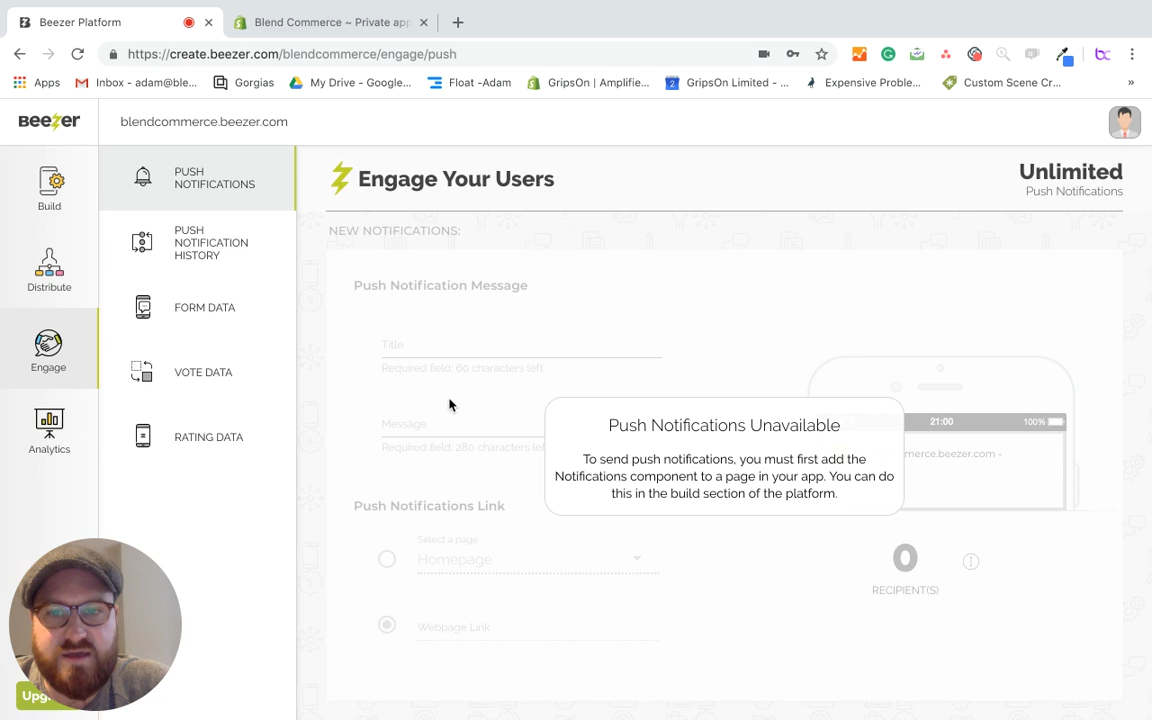 Beezer Platform
Blend Commerce ~ Private app
https://create.beezer.com/blendcommerce/engage/push
Apps
Inbox - adam@ble...
Gorgias
My Drive - Google...
Float -Adam
GripsOn | Amplifie...
GripsOn Limited - ...
Expensive Proble...
Custom Scene Cr...
»
BEEZER
blendcommerce.beezer.com
Build
Distribute
Engage
Analytics
PUSH
NOTIFICATIONS
PUSH
NOTIFICATION
HISTORY
FORM DATA
VOTE DATA
RATING DATA
Engage Your Users
Unlimited
Push Notifications
NEW NOTIFICATIONS:
Push Notification Message
Title
Required field: 60 characters left
Message
Required field: 280 characters lef
Push Notifications Unavailable
To send push notifications, you must first add the
Notifications component to a page in your app. You can do
this in the build section of the platform.
21:00
100%
merce.beezer.com -
Push Notifications Link
Select a page
Homepage
Webpage Link
0
RECIPIENT(S)
Upg